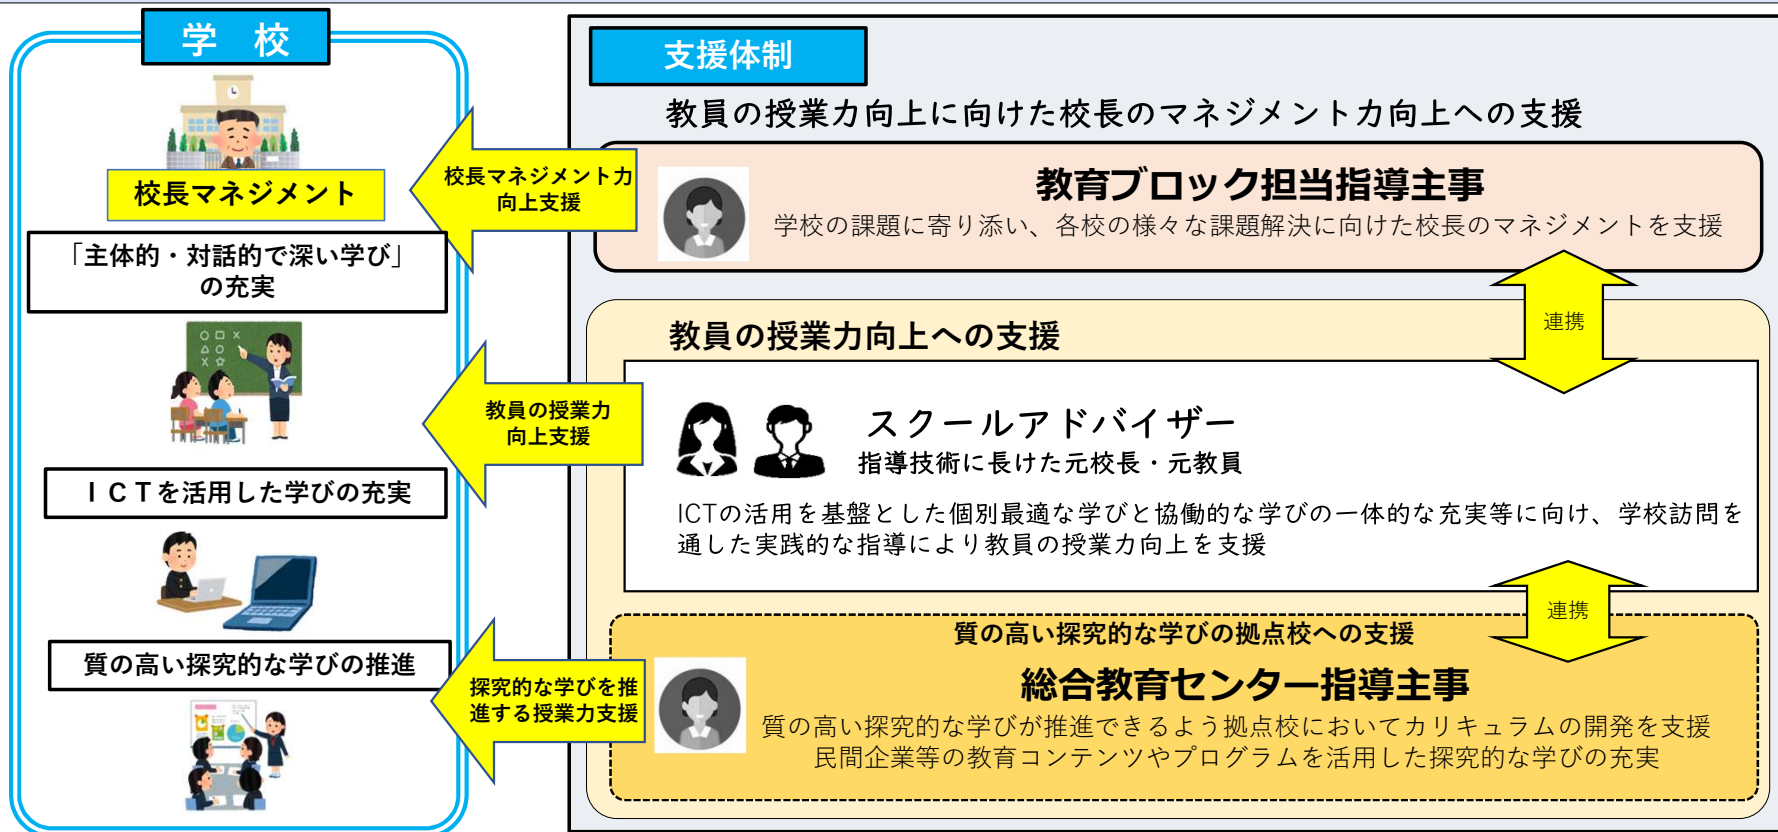 学 校
校長マネジメント
「主体的・対話的で深い学び」
の充実
ICTを活用した学びの充実
質の高い探究的な学びの推進
校長マネジメント力
向上支援
教員の授業力
向上支援
探究的な学びを推
進する授業力支援
支援体制
教員の授業力向上に向けた校長のマネジメント力向上への支援
教育ブロック担当指導主事
学校の課題に寄り添い、各校の様々な課題解決に向けた校長のマネジメントを支援
連携
教員の授業力向上への支援
スクールアドバイザー
指導技術に長けた元校長・元教員
ICTの活用を基盤とした個別最適な学びと協働的な学びの一体的な充実等に向け、学校訪問を
通した実践的な指導により教員の授業力向上を支援
連携
質の高い探究的な学びの拠点校への支援
総合教育センター指導主事
質の高い探究的な学びが推進できるよう拠点校においてカリキュラムの開発を支援
民間企業等の教育コンテンツやプログラムを活用した探究的な学びの充実